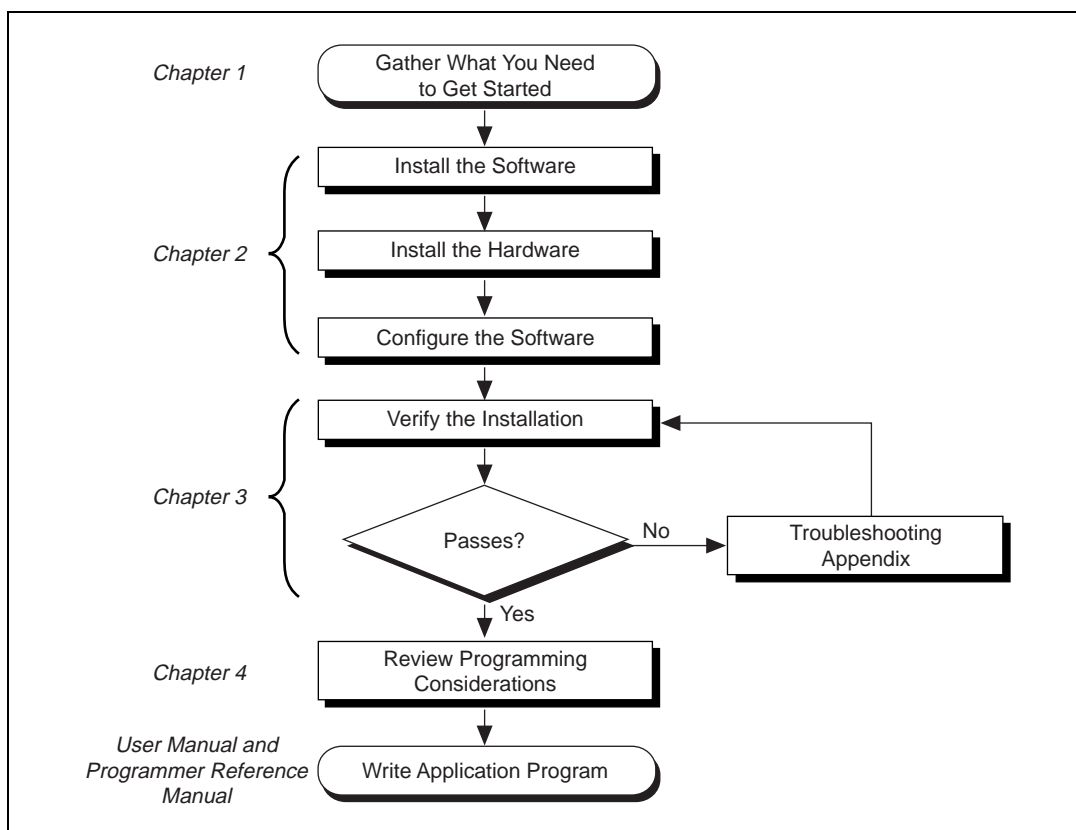 Chapter 1
Gather What You Need
to Get Started
Install the Software
Chapter 2
Install the Hardware
Configure the Software
Verify the Installation
Chapter 3
Passes?
No
Troubleshooting
Appendix
Yes
Chapter 4
Review Programming
Considerations
User Manual and
Programmer Reference
Manual
Write Application Program